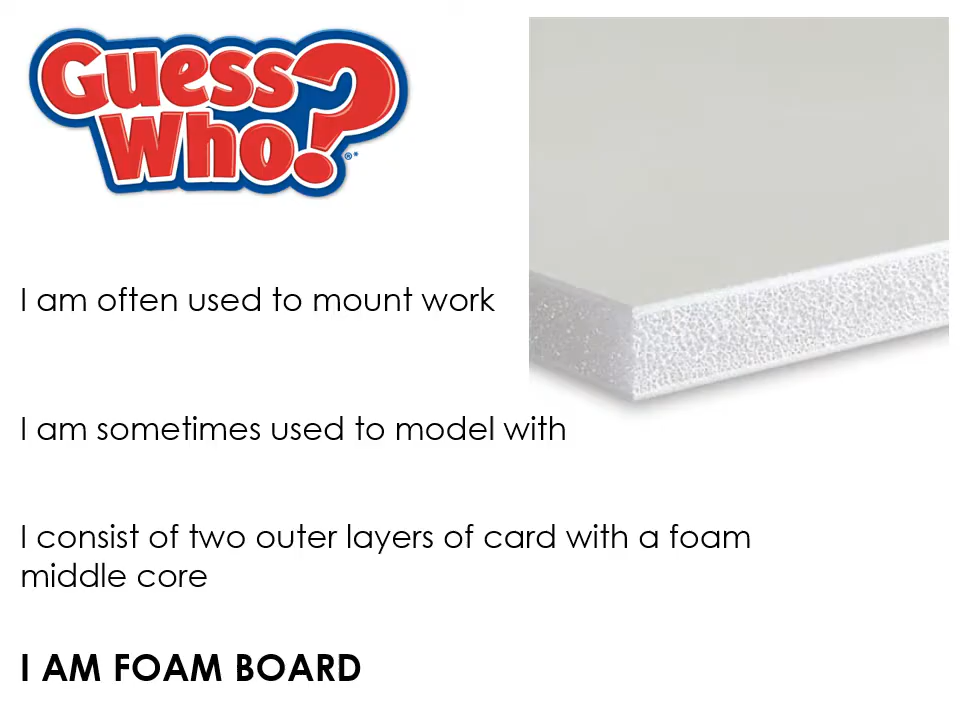 Guess
Who?®*
I am often used to mount work
I am sometimes used to model with
I consist of two outer layers of card with a foam
middle core
I AM FOAM BOARD